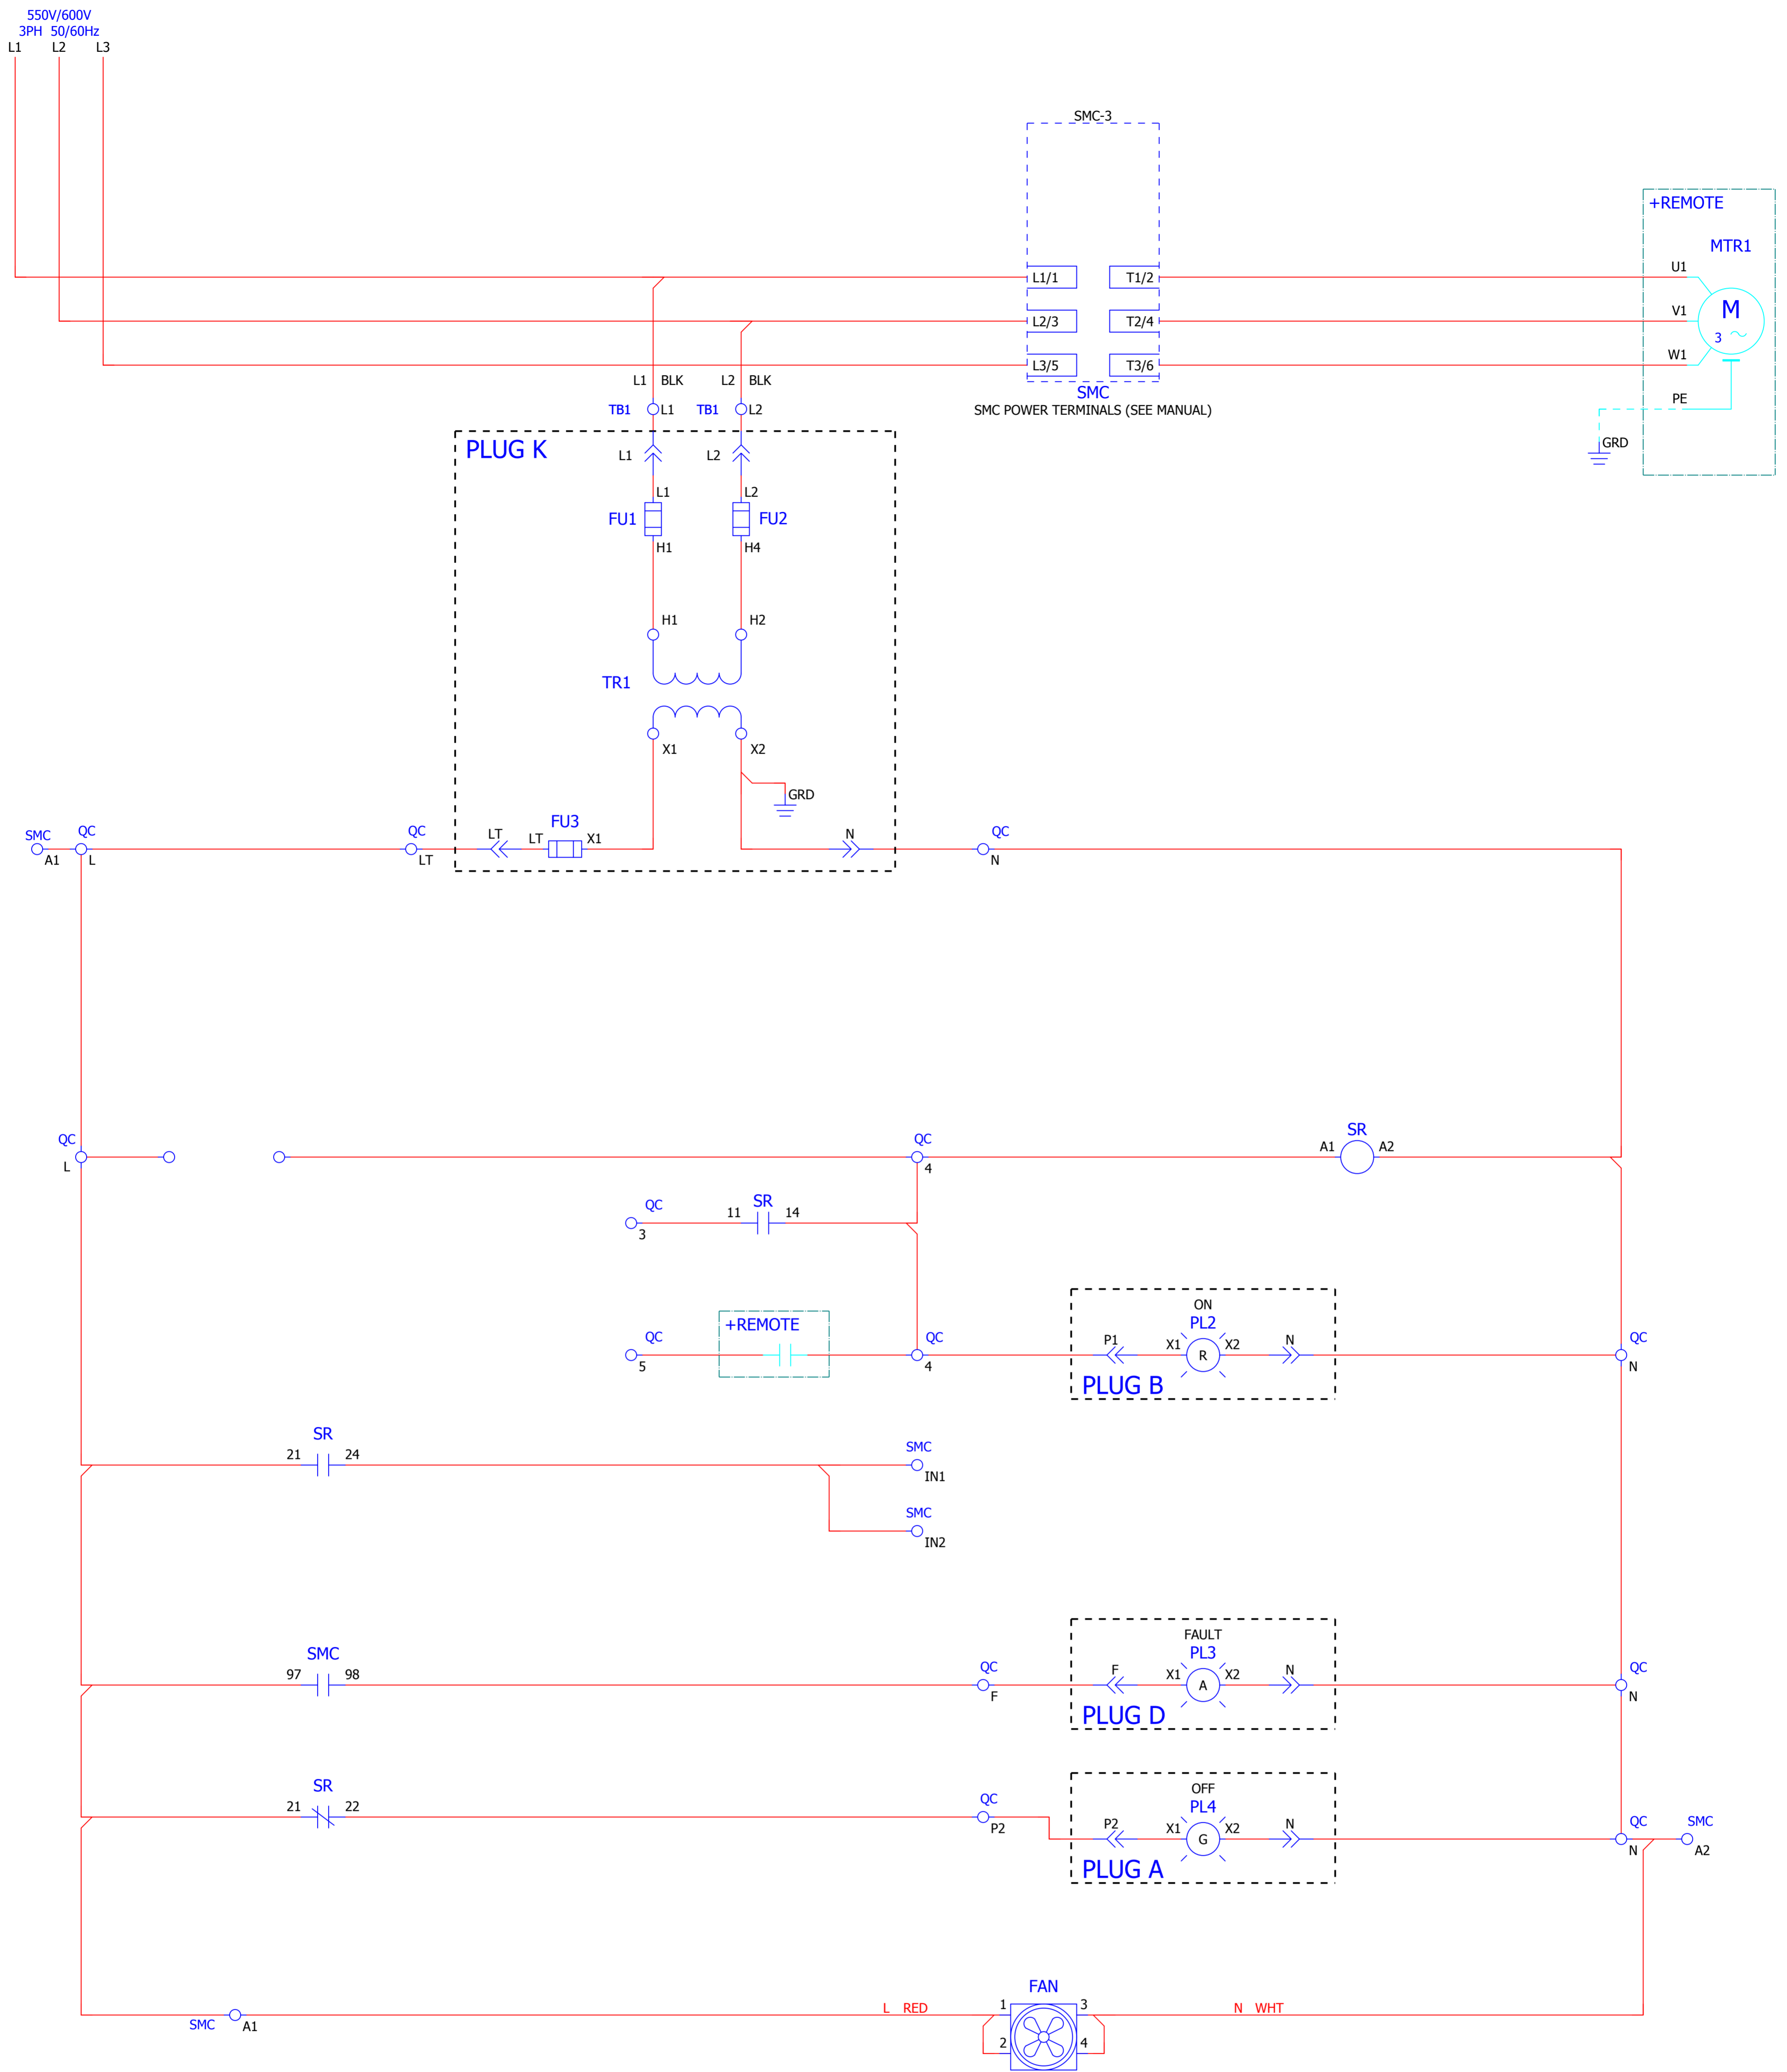 550V/600V
3PH 50/60Hz
L1 L2 L3
SMC-3
+REMOTE
MTR1
L1/1 T1/2 U1
L2/3 T2/4 V1
M
3
L3/5 T3/6 W1
L1 BLK L2 BLK
SMC
PE
TB1 L1 TB1 L2
SMC POWER TERMINALS (SEE MANUAL)
PLUG K
GRD
L1 L2
L1 L2
FU1 FU2
H1 H4
H1 H2
TR1
X1 X2
GRD
FU3
SMC QC QC LT LT X1 N QC
A1 L LT N
SR
QC QC A1 A2
L 4
QC 11 SR 14
3
ON
+REMOTE PL2
QC QC P1 X1 X2 N QC
R
5 4 N
PLUG B
SR
21 24 SMC
IN1
SMC
IN2
FAULT
SMC PL3
97 98 QC F X1 X2 N QC
A
F N
PLUG D
SR OFF
21 22 QC PL4
P2 P2 X1 X2 N QC SMC
G
N A2
PLUG A
FAN
L RED 1 3 N WHT
SMC A1
2 4